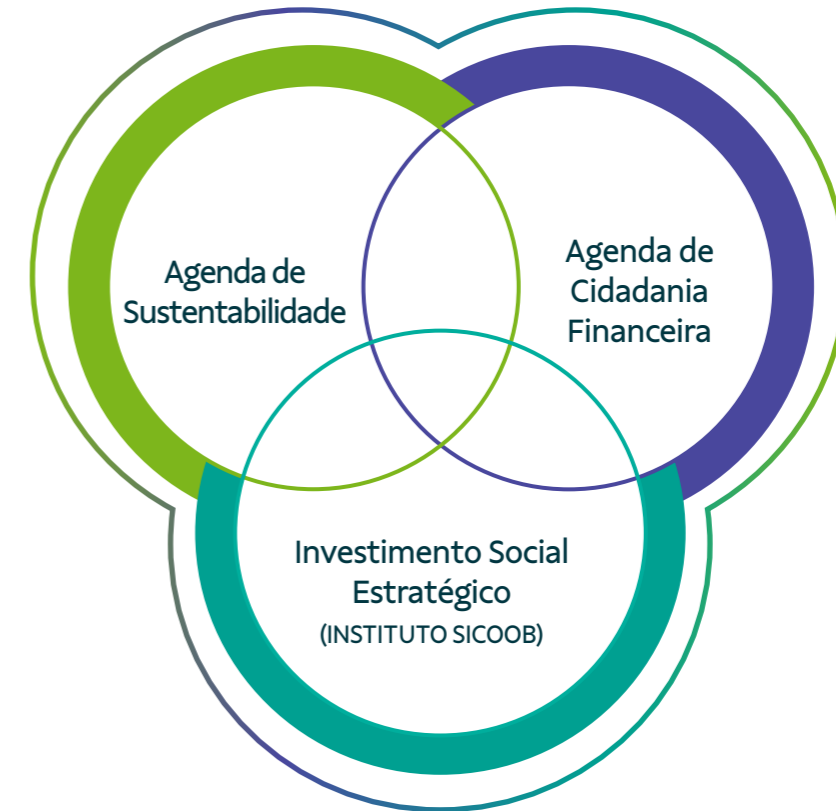 Agenda de
Sustentabilidade
Agenda de
Cidadania
Financeira
Investimento Social
Estratégico
(INSTITUTO SICOOB)